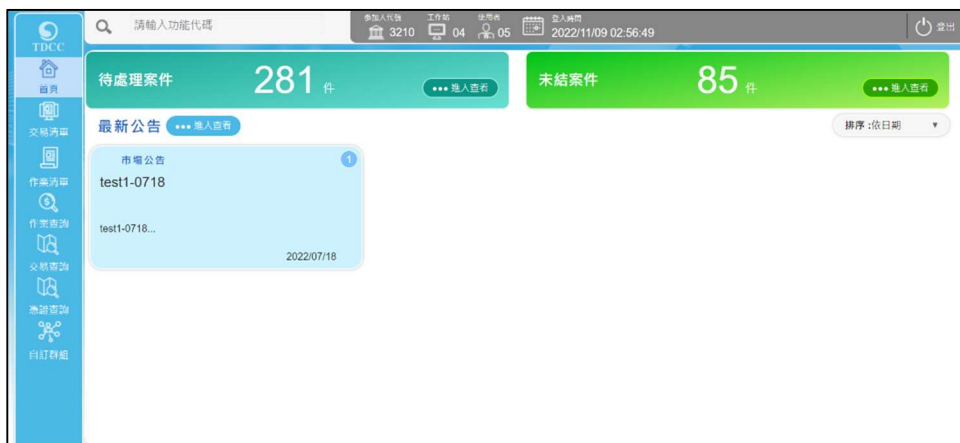 TDCC
請輸入功能代碼
參加人代號 3210
工作站 04
使用者 05
登入時間 2022/11/09 02:56:49
登出
首頁
交易清單
作業清單
作業查詢
交易查詢
憑證查詢
自訂群組
待處理案件 281 件 ••• 進入查看
未結案件 85 件 ••• 進入查看
最新公告 ••• 進入查看
排序 :依日期
市場公告 1
test1-0718
test1-0718...
2022/07/18